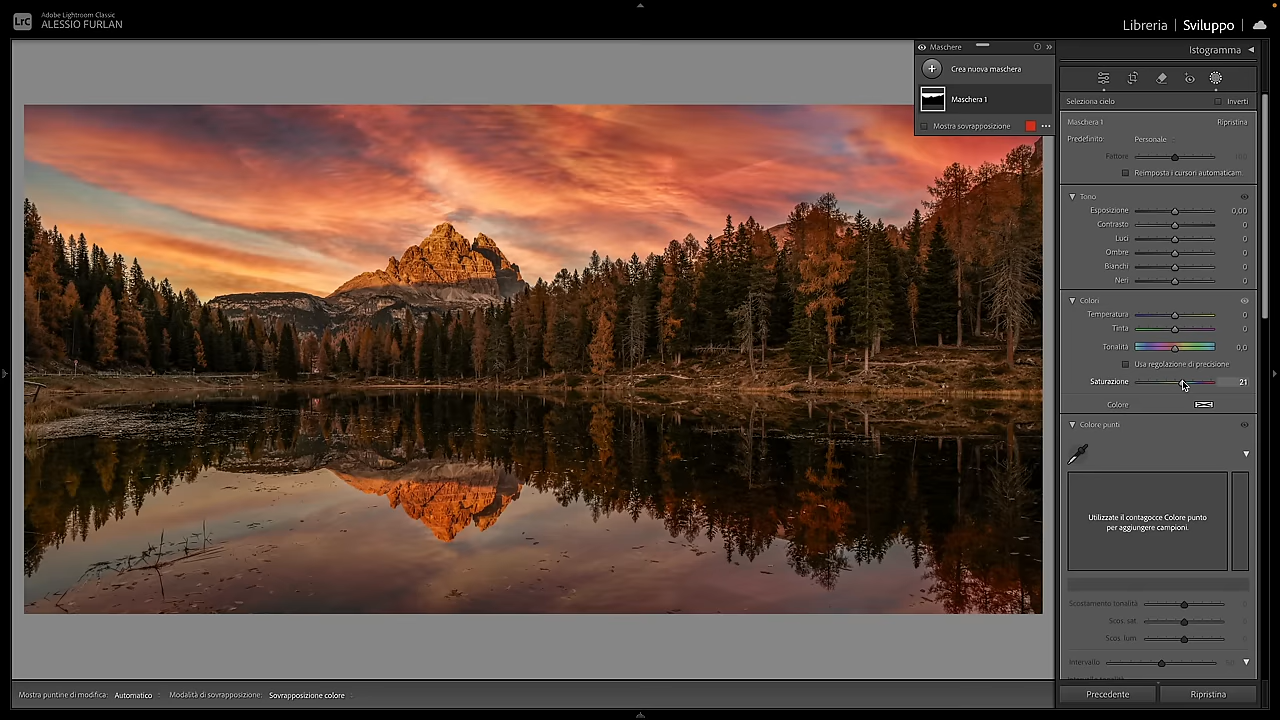 LrC
Adobe Lightroom Classic
ALESSIO FURLAN
Libreria | Sviluppo |
Istogramma
Maschere
Crea nuova maschera
Maschera 1
Mostra sovrapposizione
Seleziona cielo Inverti
Maschera 1 Ripristina
Predefinito: Personale
Fattore
Reimposta i cursori automaticam.
Tono
Esposizione 0,00
Contrasto 0
Luci 0
Ombre 0
Bianchi 0
Neri 0
Colori
Temperatura 0
Tinta 0
Tonalità 0,0
Usa regolazione di precisione
Saturazione 21
Colore
Colore punti
Utilizzate il contagocce Colore punto
per aggiungere campioni.
Scostamento tonalità
Scos. sat.
Scos. lum
Intervallo
Mostra puntine di modifica: Automatico Modalità di sovrapposizione: Sovrapposizione colore
Precedente Ripristina